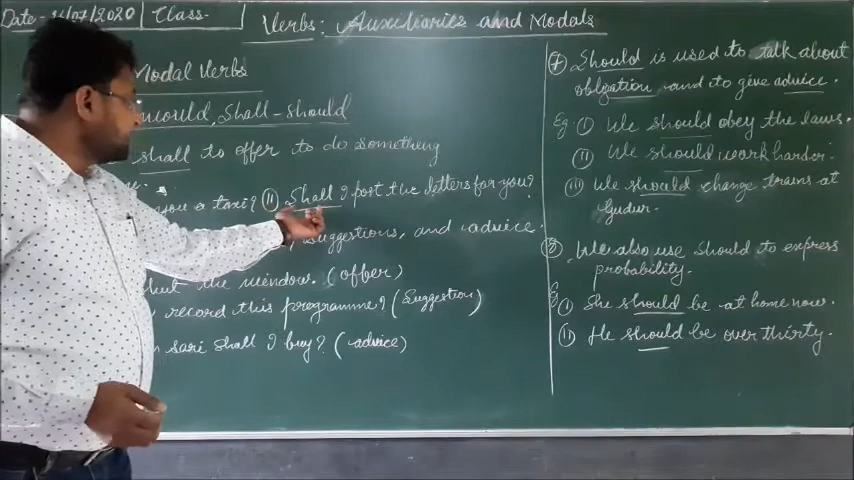 Date- 16/07/2020 Class-
Verbs: Auxiliaries and Modals
Modal Verbs
would, Shall - should
shall to offer to do something
you a taxi? (ii) Shall I post the letters for you?
suggestions, and advice.
the window. (offer)
record this programme? (Suggestion)
sari shall I buy? (advice)
(7) Should is used to talk about
obligation and to give advice.
Eg: (i) We should obey the laws.
(ii) We should work harder.
(iii) We should change trains at
Gudur.
(8) We also use should to express
probability.
Eg
(i) She should be at home now.
(ii) He should be over thirty.